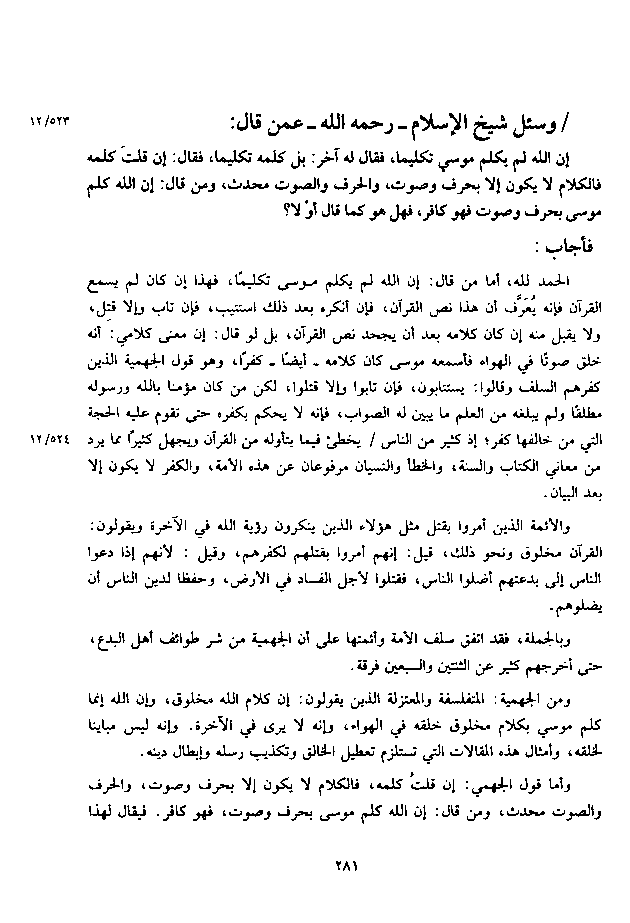 / وسئل شيخ الإسلام ـ رحمه الله ـ عمن قال: ١٢/٥٢٣
إن الله لم يكلم موسي تكليما، فقال له آخر: بل كلمه تكليما، فقال: إن قلتَ كلمه
فالكلام لا يكون إلا بحرف وصوت، والحرف والصوت محدث، ومن قال: إن الله كلم
موسى بحرف وصوت فهو كافر، فهل هو كما قال أوْ لا؟
فأجاب :
الحمد لله، أما من قال: إن الله لم يكلم موسى تكليمًا، فهذا إن كان لم يسمع
القرآن فإنه يُعَرَّف أن هذا نص القرآن، فإن أنكره بعد ذلك استتيب، فإن تاب وإلا قتل،
ولا يقبل منه إن كان كلامه بعد أن يجحد نص القرآن، بل لو قال: إن معنى كلامي: أنه
خلق صوتًا في الهواء فأسمعه موسى كان كلامه ـ أيضًا ـ كفرًا، وهو قول الجهمية الذين
كفرهم السلف وقالوا: يستتابون، فإن تابوا وإلا قتلوا، لكن من كان مؤمنا بالله ورسوله
مطلقًا ولم يبلغه من العلم ما يبين له الصواب، فإنه لا يحكم بكفره حتى تقوم عليه الحجة
التي من خالفها كفر؛ إذ كثير من الناس / يخطئ فيما يتأوله من القرآن ويجهل كثيرًا مما يرد ١٢/٥٢٤
من معاني الكتاب والسنة، والخطأ والنسيان مرفوعان عن هذه الأمة، والكفر لا يكون إلا
بعد البيان.
والأئمة الذين أمروا بقتل مثل هؤلاء الذين ينكرون رؤية الله في الآخرة ويقولون:
القرآن مخلوق ونحو ذلك، قيل: إنهم أمروا بقتلهم لكفرهم، وقيل : لأنهم إذا دعوا
الناس إلى بدعتهم أضلوا الناس، فقتلوا لأجل الفساد في الأرض، وحفظا لدين الناس أن
يضلوهم.
وبالجملة، فقد اتفق سلف الأمة وأئمتها على أن الجهمية من شر طوائف أهل البدع،
حتى أخرجهم كثير عن الثنتين والسبعين فرقة.
ومن الجهمية: المتفلسفة والمعتزلة الذين يقولون: إن كلام الله مخلوق، وإن الله إنما
كلم موسي بكلام مخلوق خلقه في الهواء، وإنه لا يرى في الآخرة. وإنه ليس مباينا
لخلقه، وأمثال هذه المقالات التي تستلزم تعطيل الخالق وتكذيب رسله وإبطال دينه.
وأما قول الجهمي: إن قلتُ كلمه، فالكلام لا يكون إلا بحرف وصوت، والحرف
والصوت محدث، ومن قال: إن الله كلم موسى بحرف وصوت، فهو كافر. فيقال لهذا
٢٨١